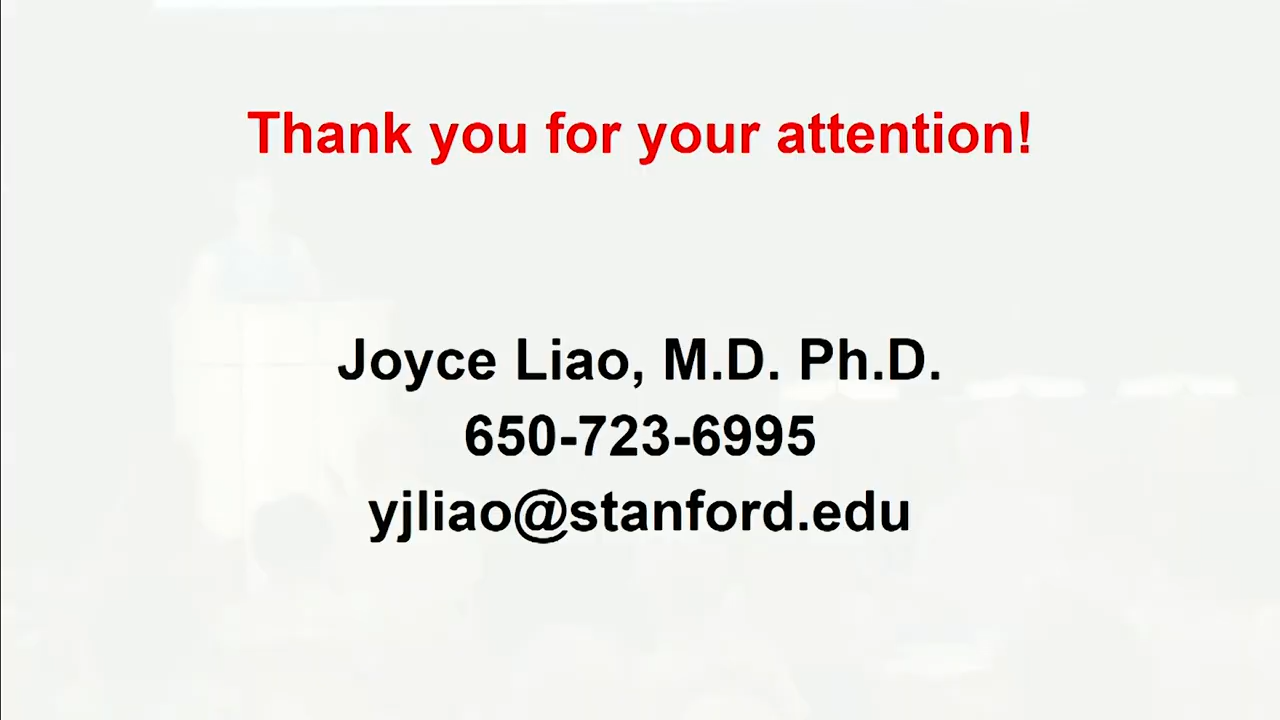 Thank you for your attention!
Joyce Liao, M.D. Ph.D.
650-723-6995
yjliao@stanford.edu